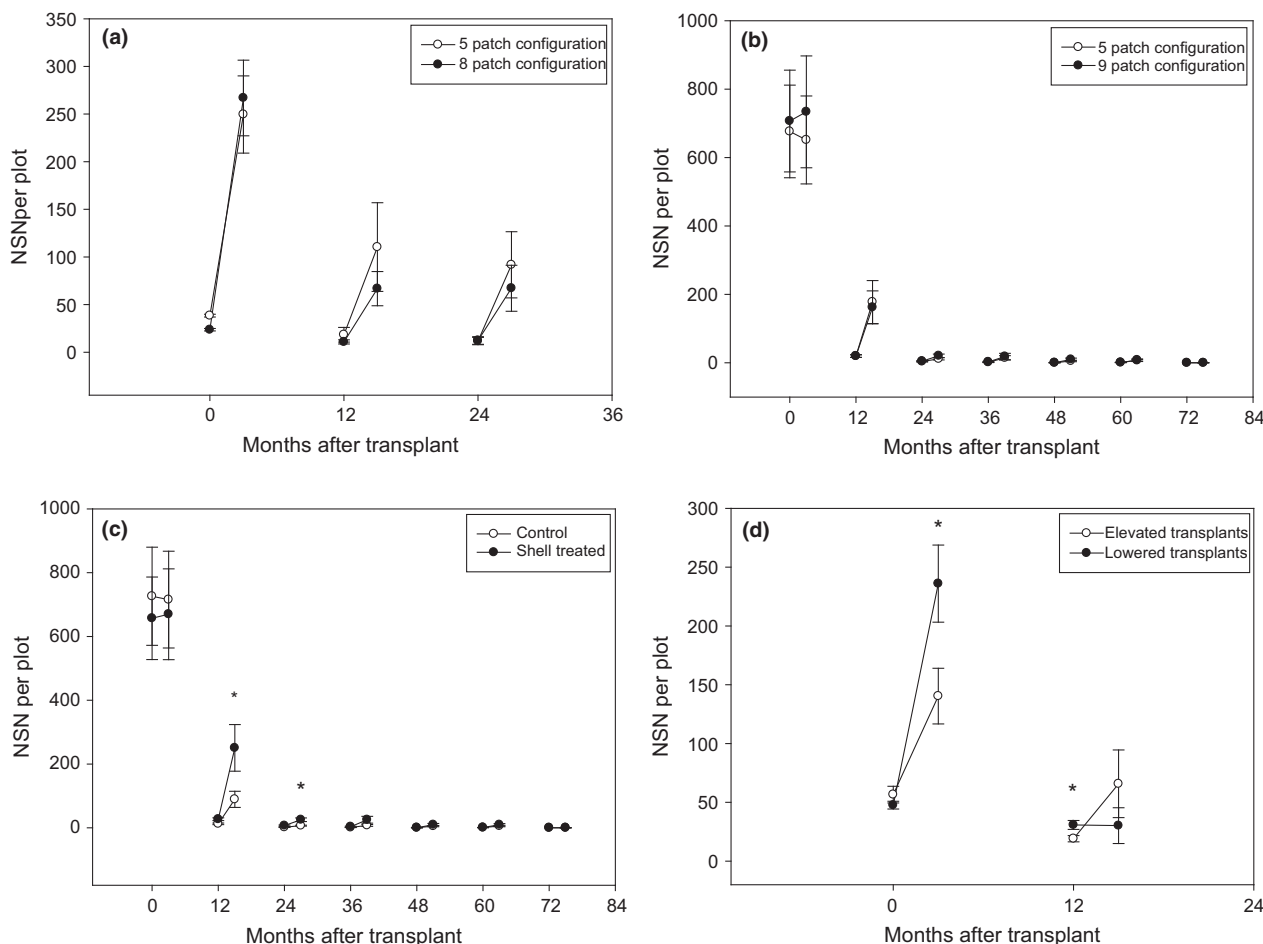 (a)
5 patch configuration
8 patch configuration
350
300
250
200
150
100
50
0
NSNper plot
0 12 24 36
Months after transplant
(b)
5 patch configuration
9 patch configuration
1000
800
600
400
200
0
NSN per plot
0 12 24 36 48 60 72 84
Months after transplant
(c)
Control
Shell treated
1000
800
600
400
200
0
NSN per plot
*
*
0 12 24 36 48 60 72 84
Months after transplant
(d)
Elevated transplants
Lowered transplants
300
250
200
150
100
50
0
NSN per plot
*
*
0 12 24
Months after transplant